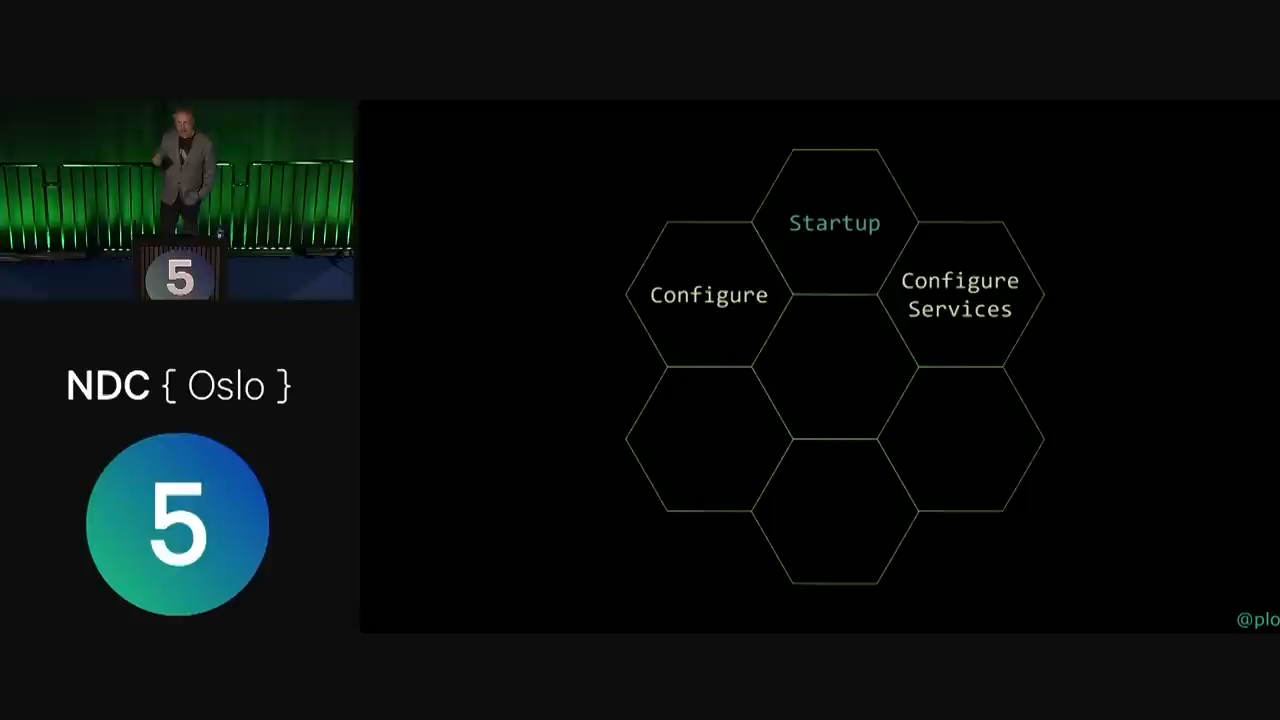 5
NDC { Oslo }
5
Startup
Configure
Configure
Services
@plo